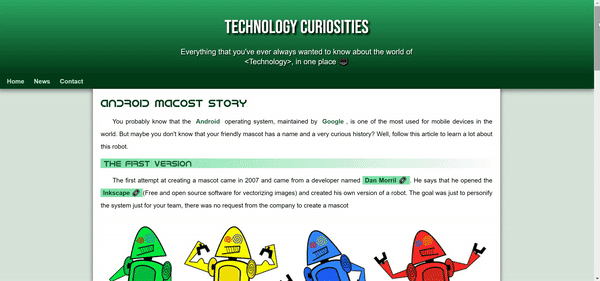 TECHNOLOGY CURIOSITIES
Everything that you've ever always wanted to know about the world of
<Technology>, in one place
Home News Contact
ANDROID MACOST STORY
You probably know that the Android operating system, maintained by Google , is one of the most used for mobile devices in the
world. But maybe you don't know that your friendly mascot has a name and a very curious history? Well, follow this article to learn a lot about
this robot.
THE FIRST VERSION
The first attempt at creating a mascot came in 2007 and came from a developer named Dan Morril . He says that he opened the
Inkscape (Free and open source software for vectorizing images) and created his own version of a robot. The goal was just to personify
the system just for your team, there was no request from the company to create a mascot